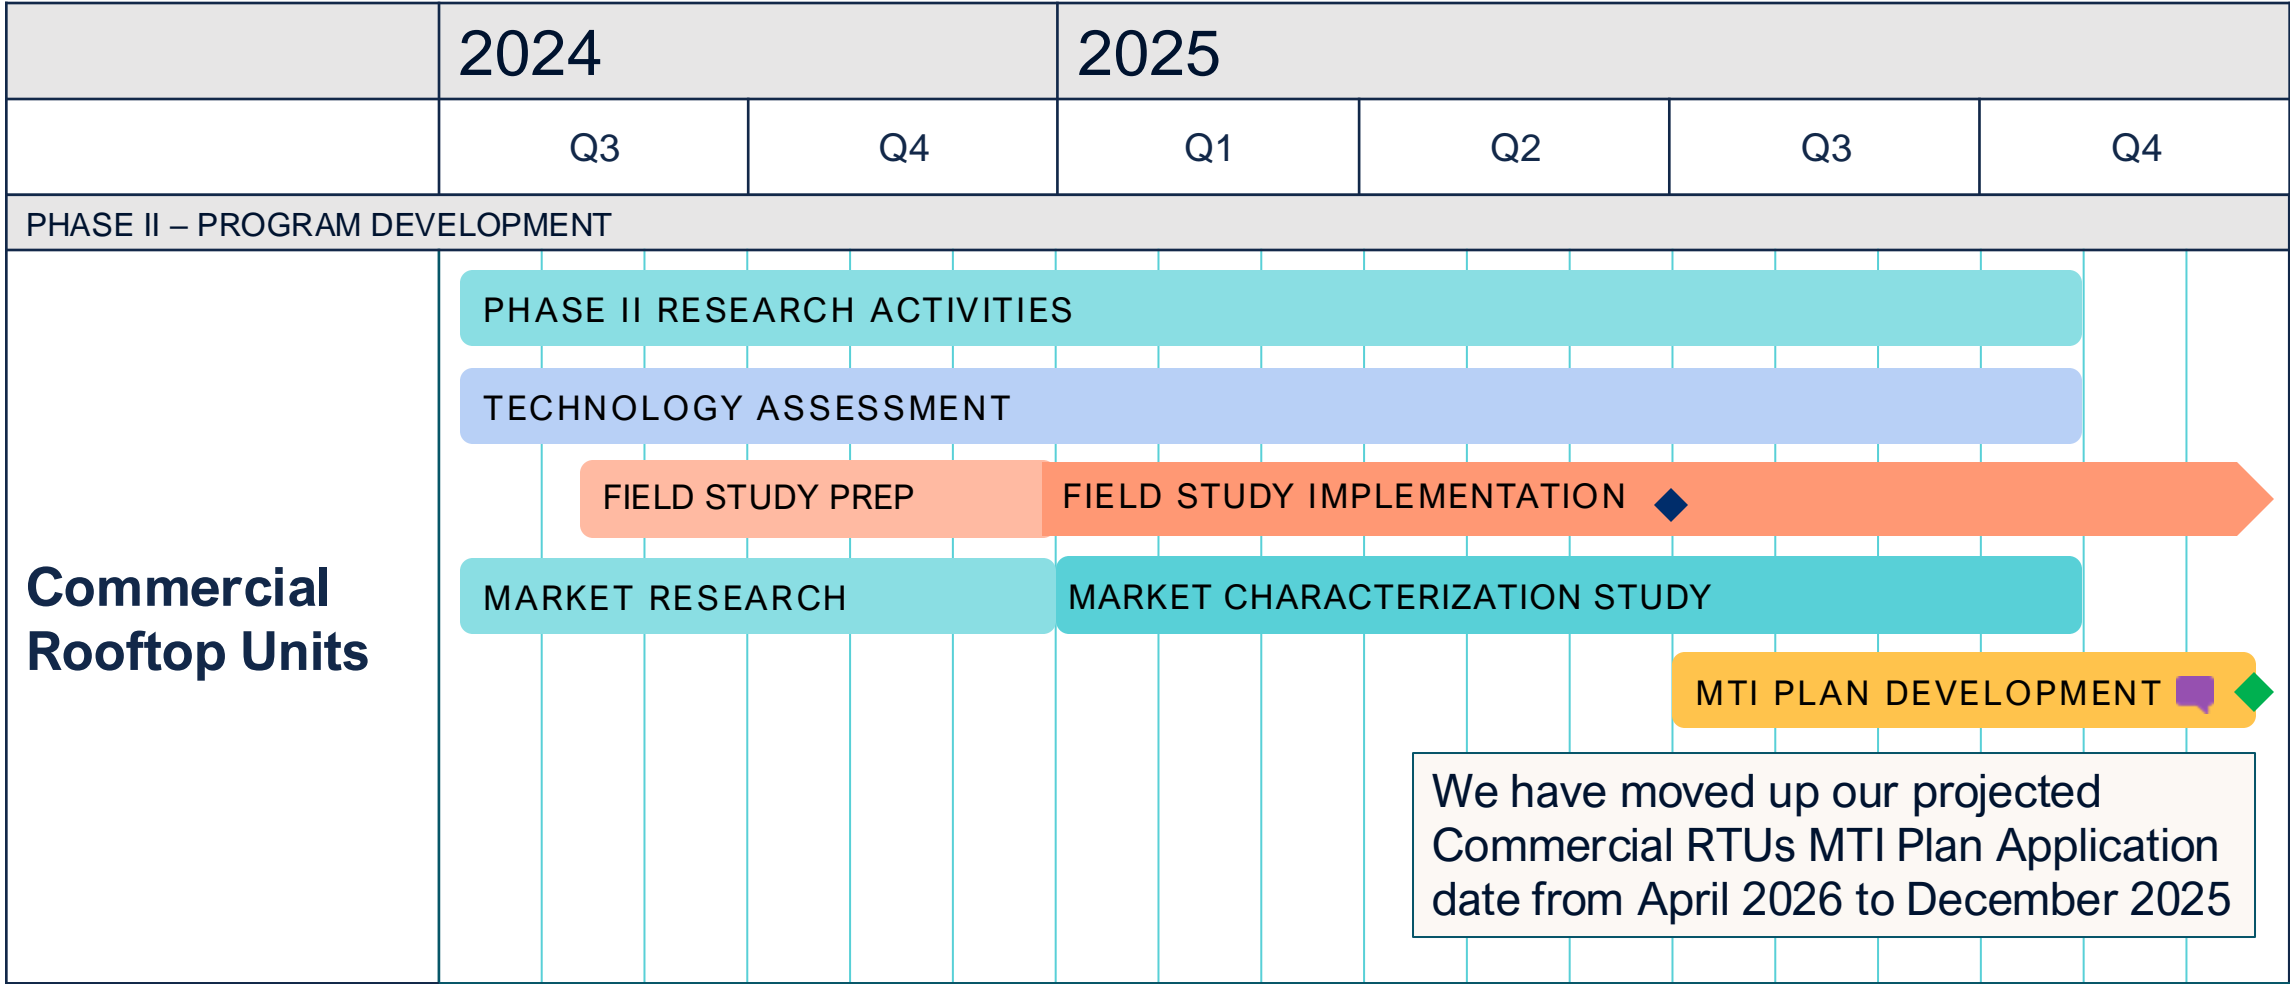 2024
2025
Q3
Q4
Q1
Q2
Q3
Q4
PHASE II – PROGRAM DEVELOPMENT
Commercial
Rooftop Units
PHASE II RESEARCH ACTIVITIES
TECHNOLOGY ASSESSMENT
FIELD STUDY PREP
FIELD STUDY IMPLEMENTATION
MARKET RESEARCH
MARKET CHARACTERIZATION STUDY
MTI PLAN DEVELOPMENT
We have moved up our projected
Commercial RTUs MTI Plan Application
date from April 2026 to December 2025